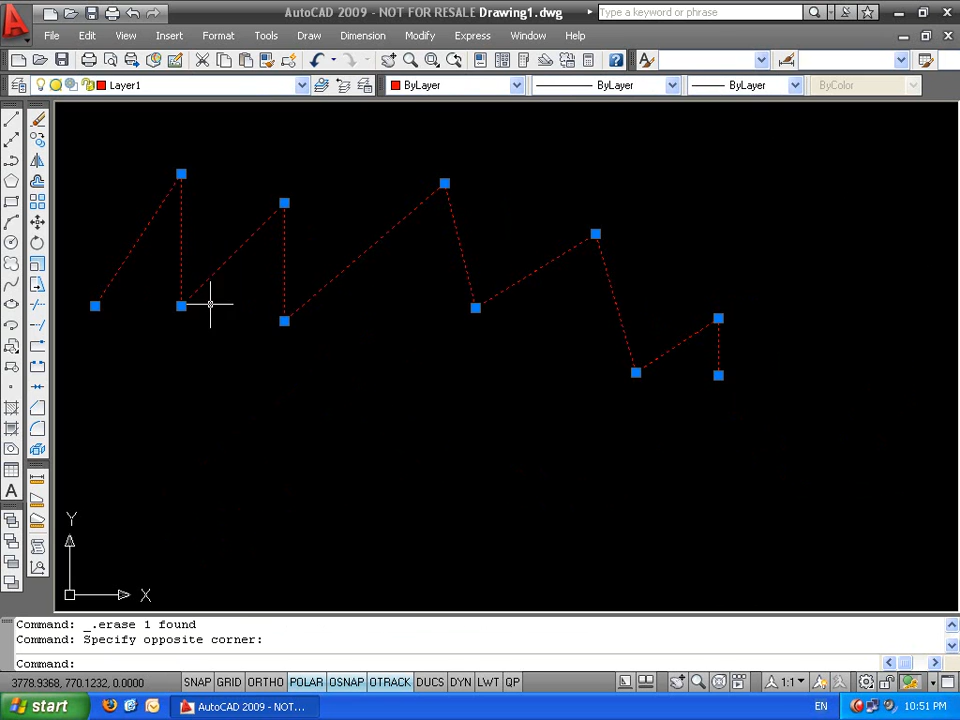 AutoCAD 2009 - NOT FOR RESALE Drawing1.dwg
Type a keyword or phrase
File Edit View Insert Format Tools Draw Dimension Modify Express Window Help
Layer1 ByLayer ByLayer ByLayer ByColor
A
Y
X
Command: _.erase 1 found
Command: Specify opposite corner:
Command:
3778.9368, 770.1232, 0.0000 SNAP GRID ORTHO POLAR OSNAP OTRACK DUCS DYN LWT QP 1:1
start AutoCAD 2009 - NOT... EN 10:51 PM